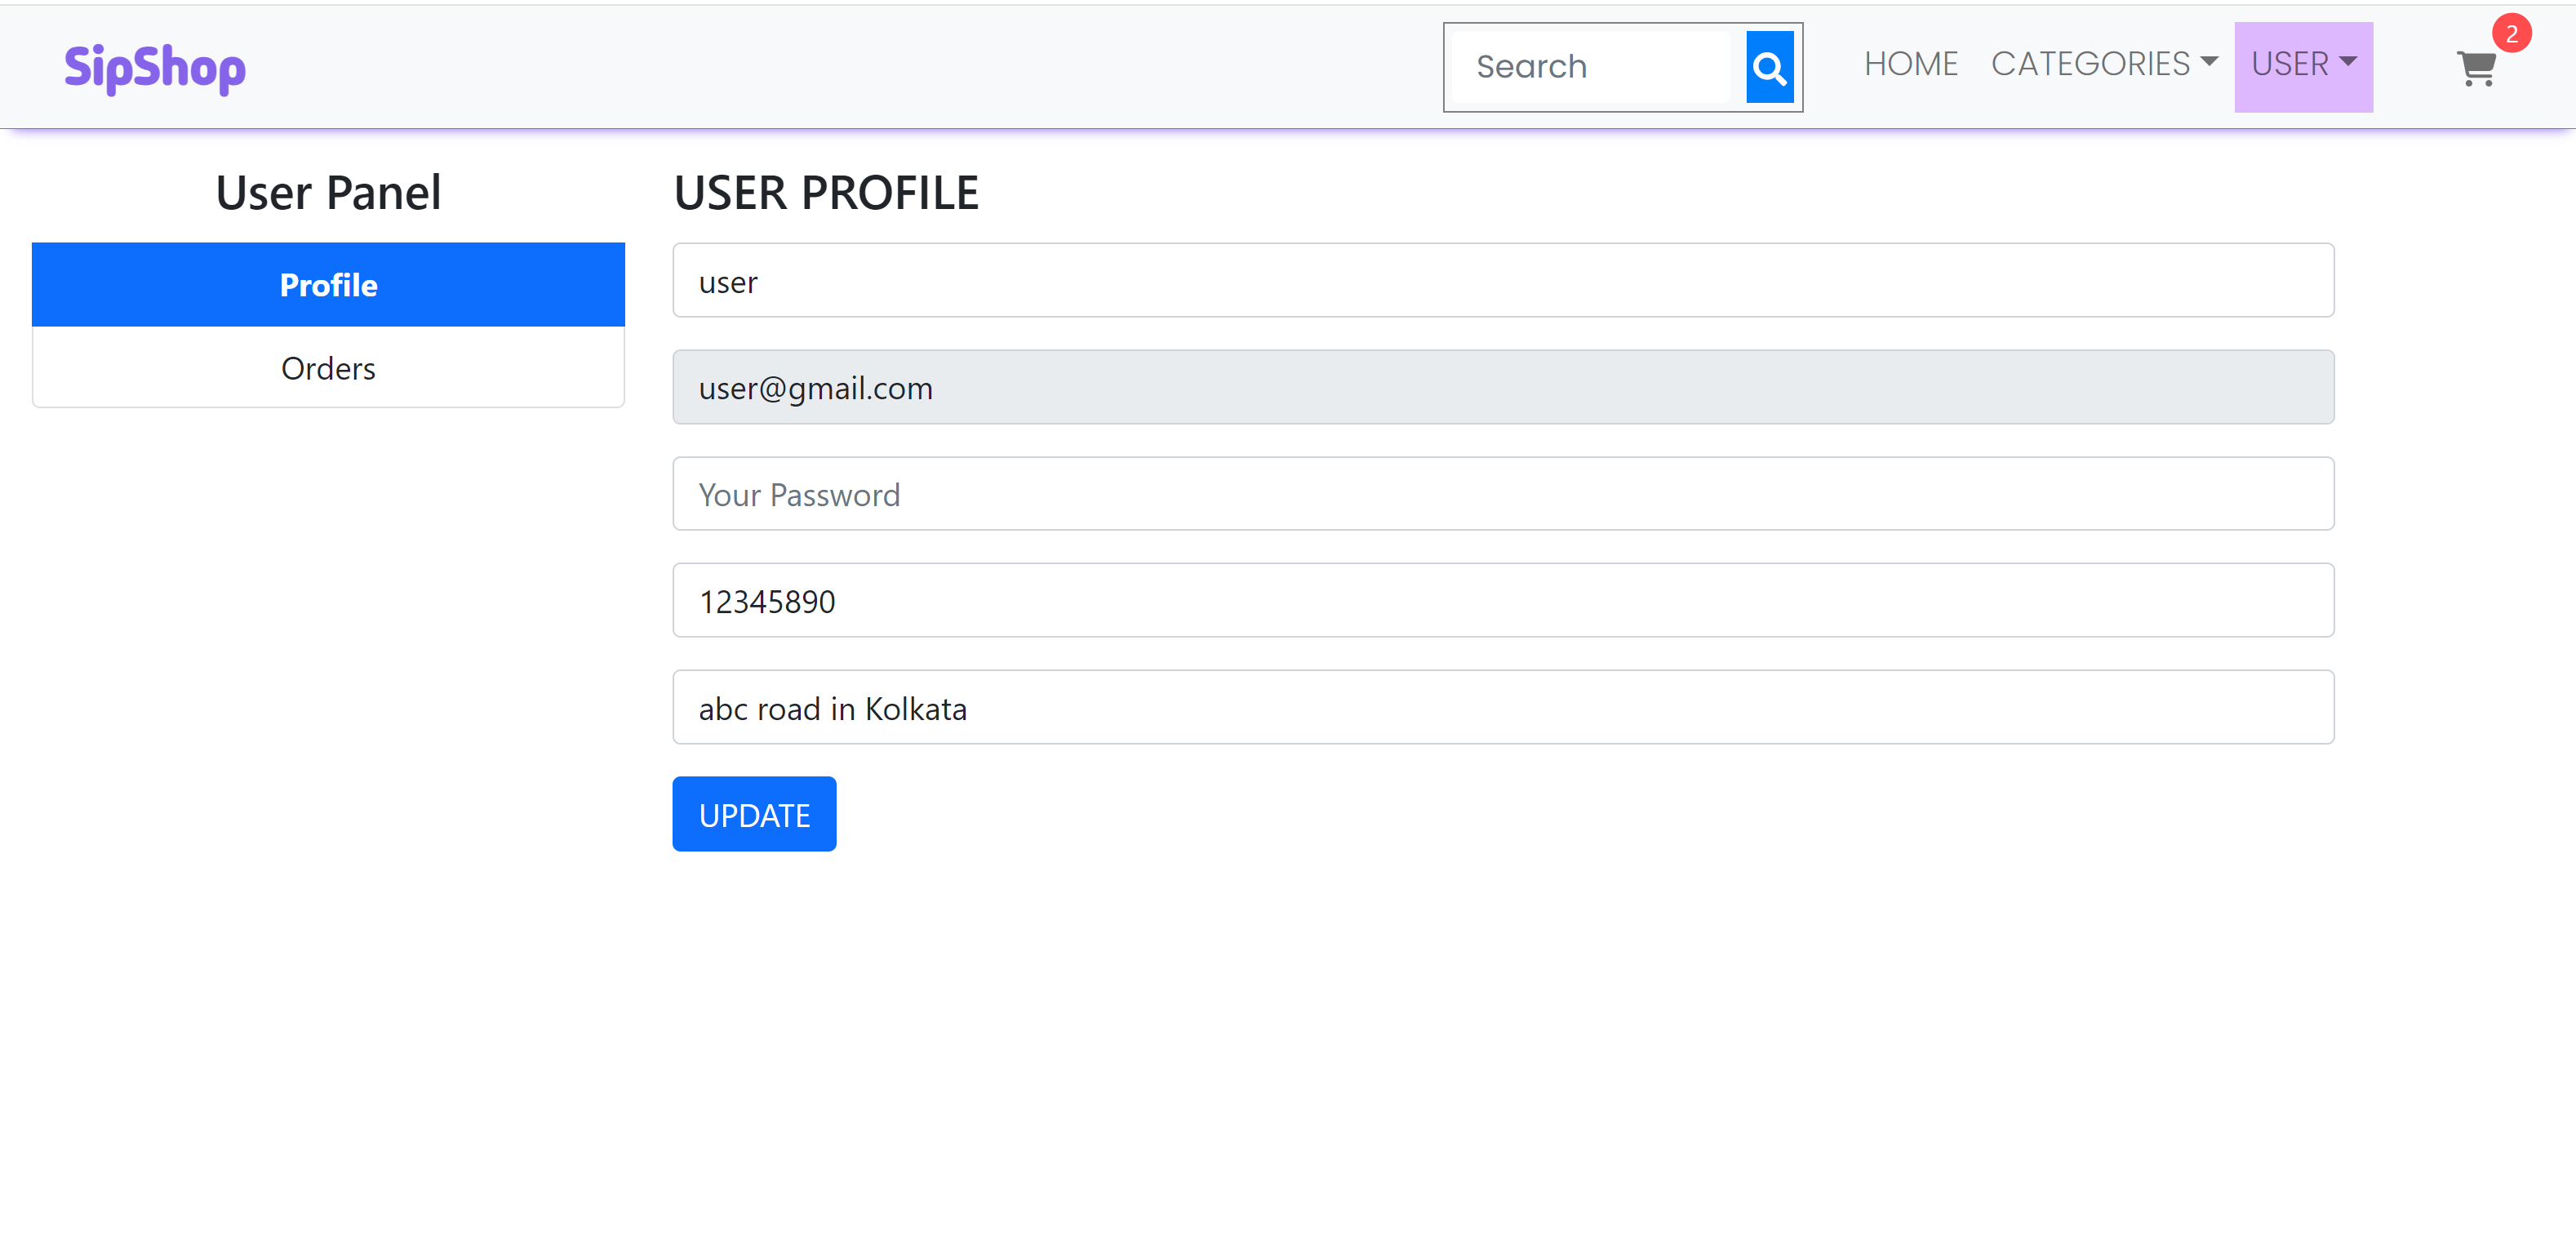 SipShop
Search
HOME
CATEGORIES
USER
2
User Panel
Profile
Orders
USER PROFILE
user
user@gmail.com
Your Password
12345890
abc road in Kolkata
UPDATE